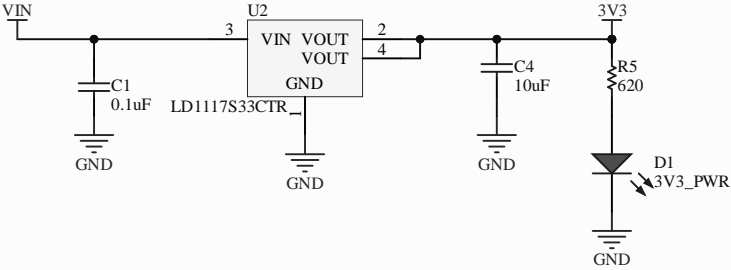 VIN
U2
3V3
3
VIN VOUT
2
VOUT
4
GND
C1
0.1uF
LD1117S33CTR
1
C4
10uF
R5
620
GND
GND
GND
D1
3V3_PWR
GND